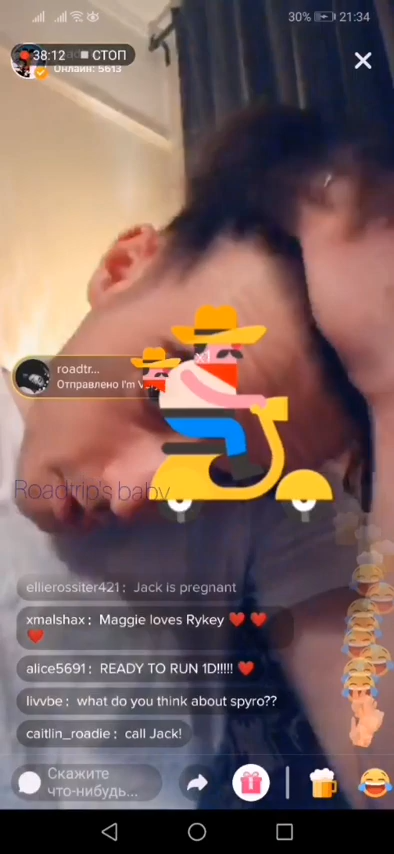 30% 21:34
38:12 СТОП
Онлайн: 5613
x1
roadtr...
Отправлено I'm V
Roadtrip's baby
ellierossiter421: Jack is pregnant
xmalshax: Maggie loves Rykey ❤️ ❤️
❤️
alice5691: READY TO RUN 1D!!!!! ❤️
livvbe: what do you think about spyro??
caitlin_roadie: call Jack!
Скажите
что-нибудь...